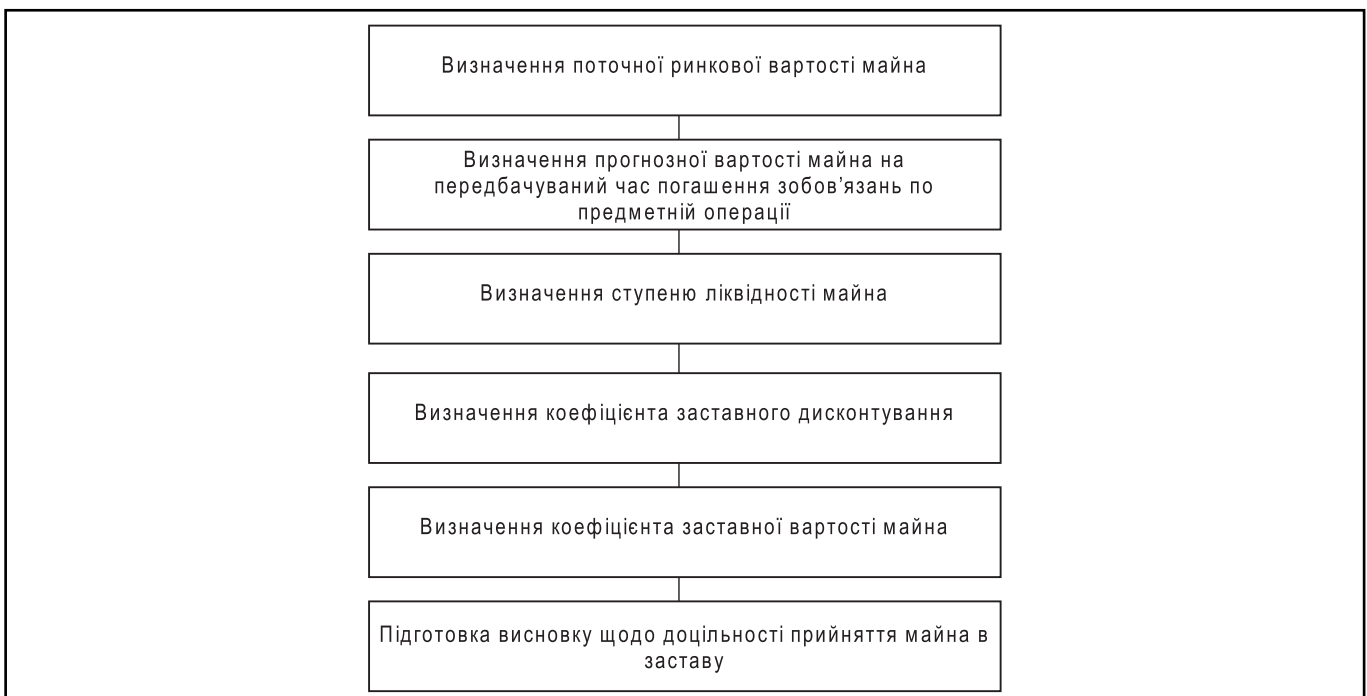 Визначення поточної ринкової вартості майна
Визначення прогнозної вартості майна на
передбачуваний час погашення зобов’язань по
предметній операції
Визначення ступеню ліквідності майна
Визначення коефіцієнта заставного дисконтування
Визначення коефіцієнта заставної вартості майна
Підготовка висновку щодо доцільності прийняття майна в
заставу